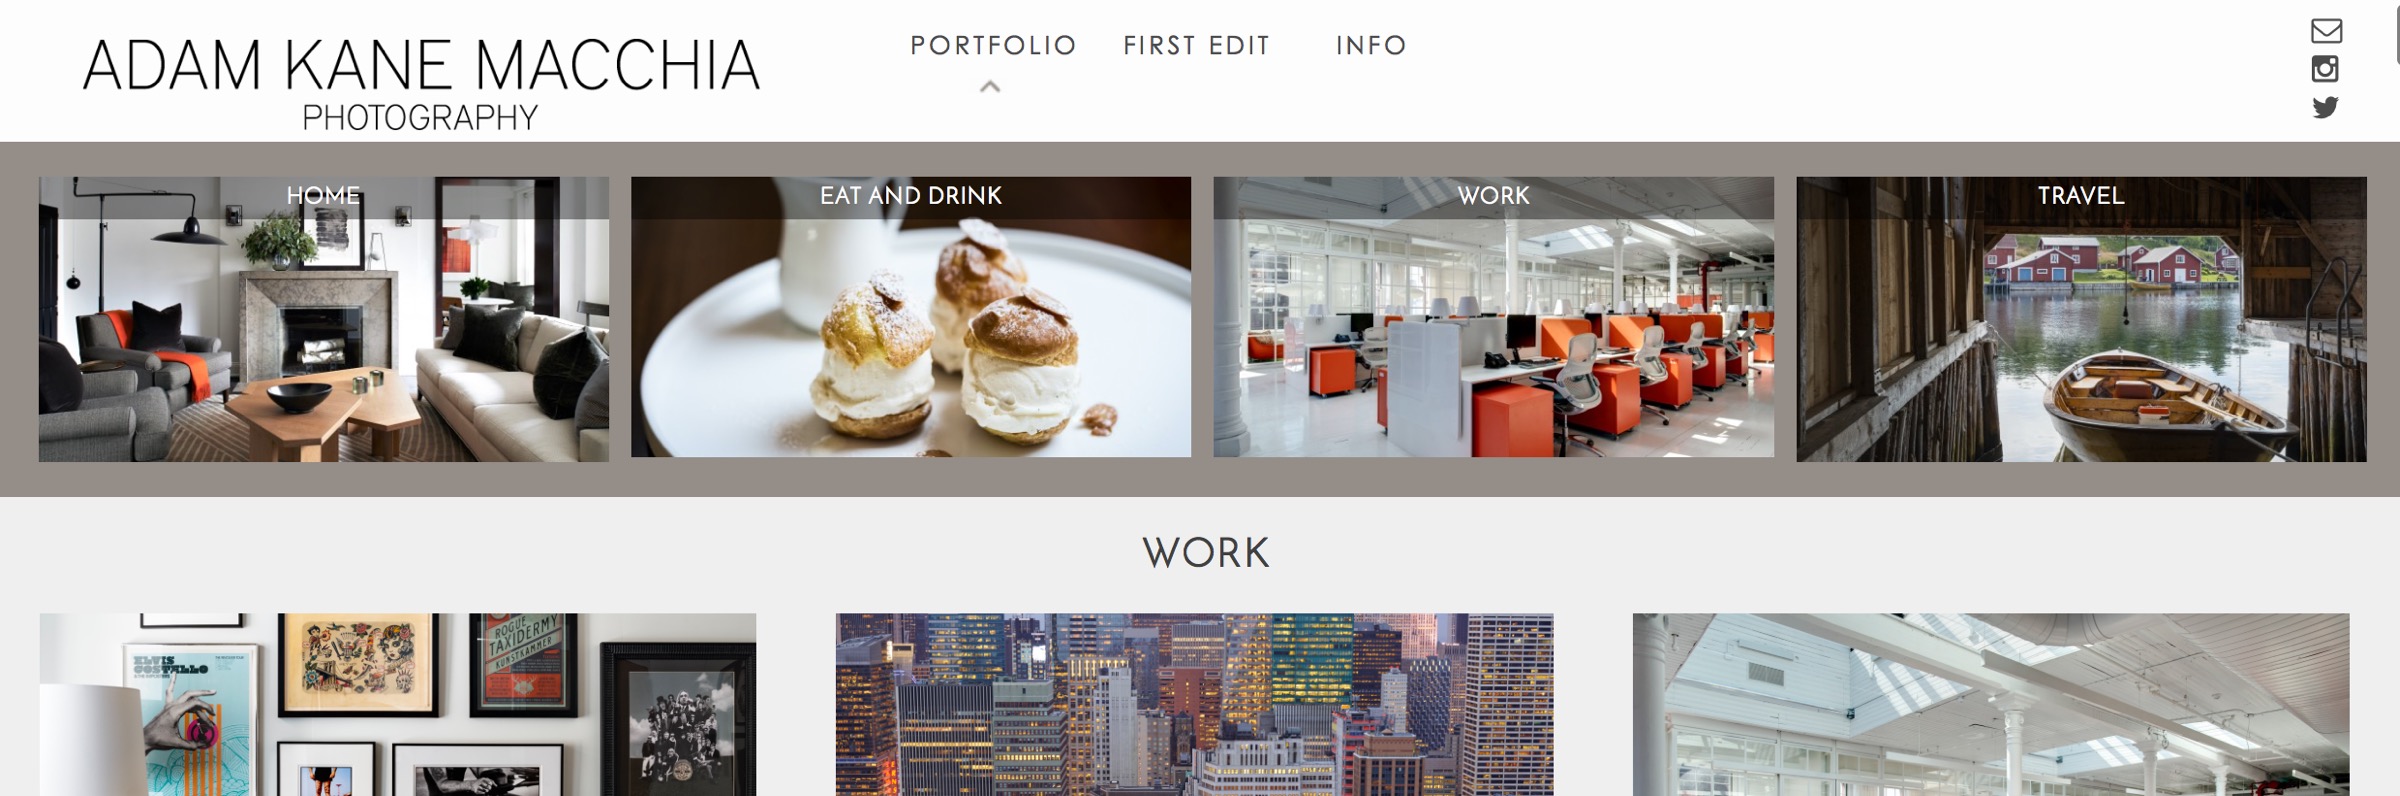 ADAM KANE MACCHIA
PHOTOGRAPHY
PORTFOLIO
FIRST EDIT
INFO
HOME
EAT AND DRINK
WORK
TRAVEL
WORK
ELVIS
COSTELLO
ROGUE
TAXIDERMY
KUNSTKAMMER